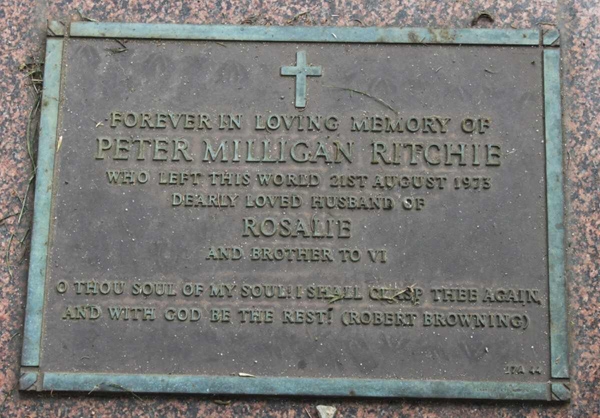 FOREVER IN LOVING MEMORY OF
PETER MILLIGAN RITCHIE
WHO LEFT THIS WORLD 21ST AUGUST 1973
DEARLY LOVED HUSBAND OF
ROSALIE
AND BROTHER TO VI
O THOU SOUL OF MY SOUL! I SHALL CLASP THEE AGAIN,
AND WITH GOD BE THE REST! (ROBERT BROWNING)